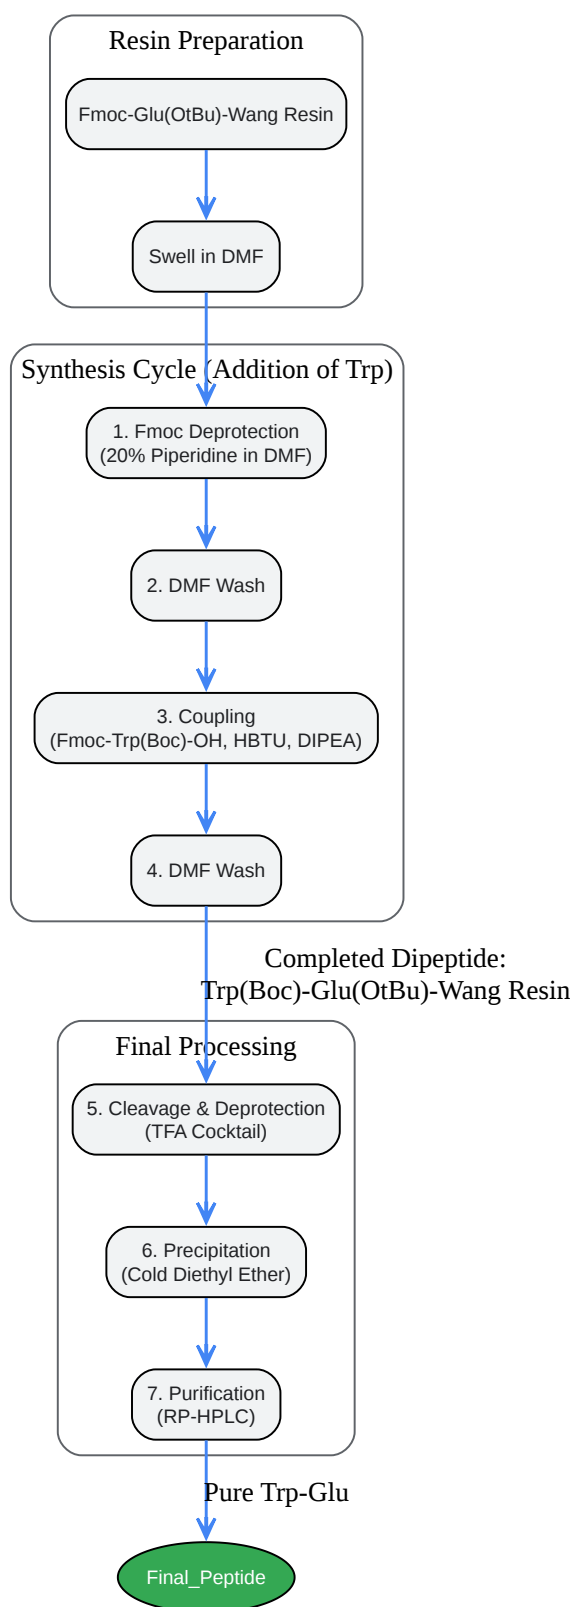 Resin Preparation
Fmoc-Glu(OtBu)-Wang Resin
Swell in DMF
Synthesis Cycle (Addition of Trp)
1. Fmoc Deprotection
(20% Piperidine in DMF)
2. DMF Wash
3. Coupling
(Fmoc-Trp(Boc)-OH, HBTU, DIPEA)
4. DMF Wash
Completed Dipeptide:
Trp(Boc)-Glu(OtBu)-Wang Resin
Final Processing
5. Cleavage & Deprotection
(TFA Cocktail)
6. Precipitation
(Cold Diethyl Ether)
7. Purification
(RP-HPLC)
Pure Trp-Glu
Final_Peptide